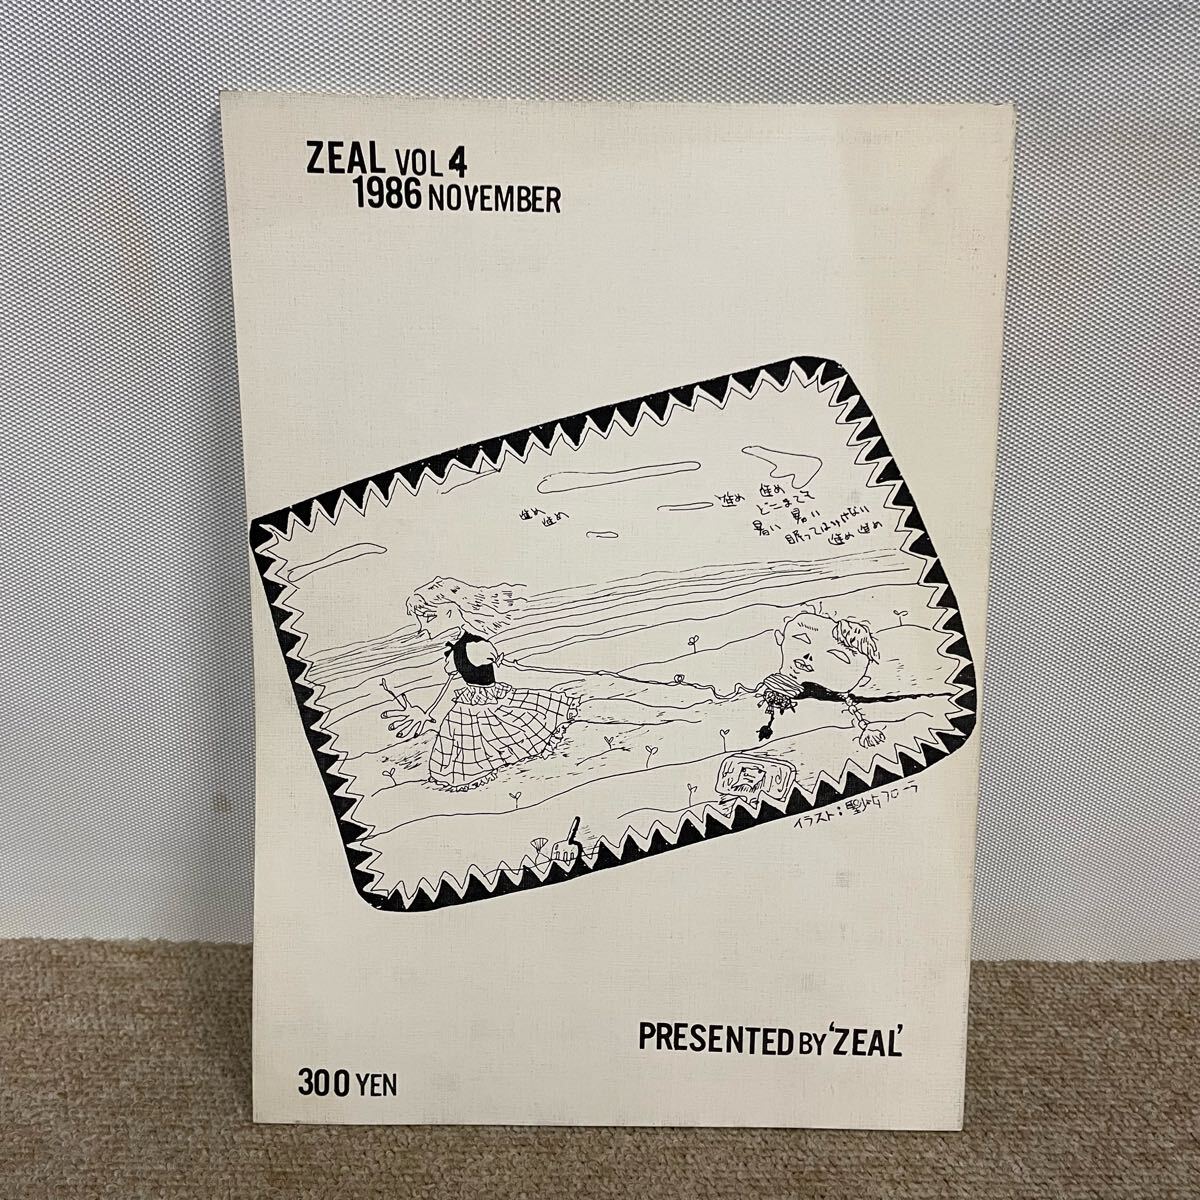 ZEAL VOL 4
1986 NOVEMBER
進め
進め
進め 進め
どこまでも
暑い 暑い
眠ってはいけない
進め 進め
イラスト:聖少女フローラ
PRESENTED BY 'ZEAL'
300 YEN